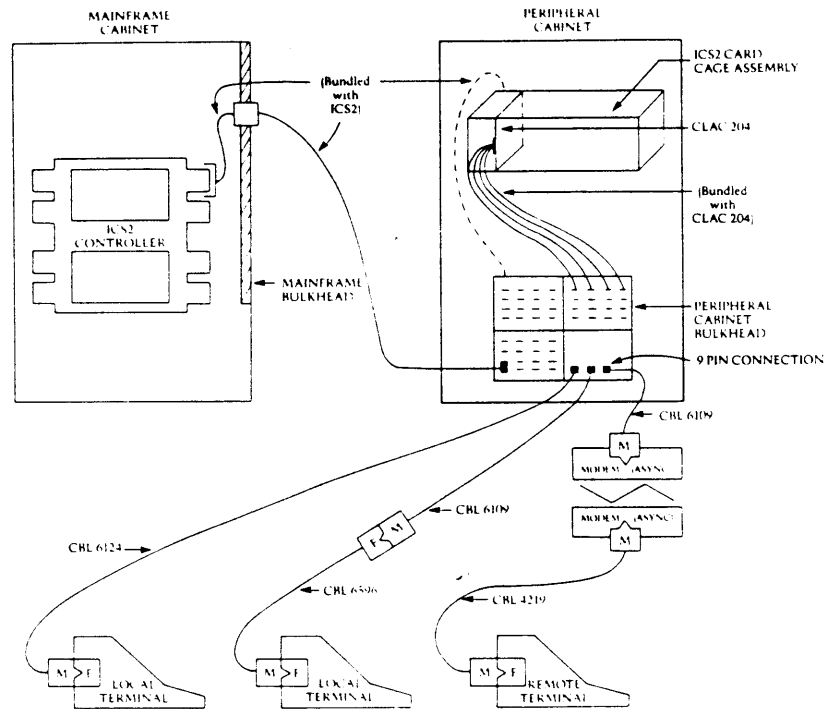 MAINFRAME
CABINET
PERIPHERAL
CABINET
ICS2 CARD
CAGE ASSEMBLY
(Bundled
with
ICS2)
CLAC 204
(Bundled
with
CLAC 204)
ICS2
CONTROLLER
MAINFRAME
BULKHEAD
PERIPHERAL
CABINET
BULKHEAD
9 PIN CONNECTION
CBL 6109
M
MODEM (ASYNC)
MODEM (ASYNC)
M
CBL 6109
F M
CBL 6124
CBL 6596
CBL 4219
M F
LOCAL
TERMINAL
M F
LOCAL
TERMINAL
M F
REMOTE
TERMINAL